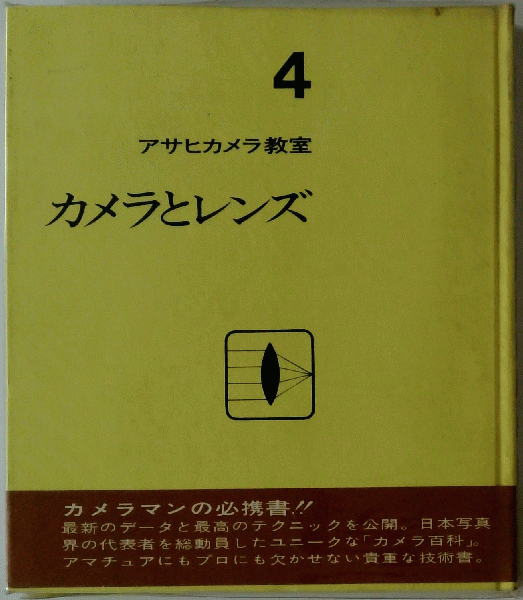 4
アサヒカメラ教室
カメラとレンズ
カメラマンの必携書!!
最新のデータと最高のテクニックを公開。日本写真
界の代表者を総動員したユニークな「カメラ百科」。
アマチュアにもプロにも欠かせない貴重な技術書。